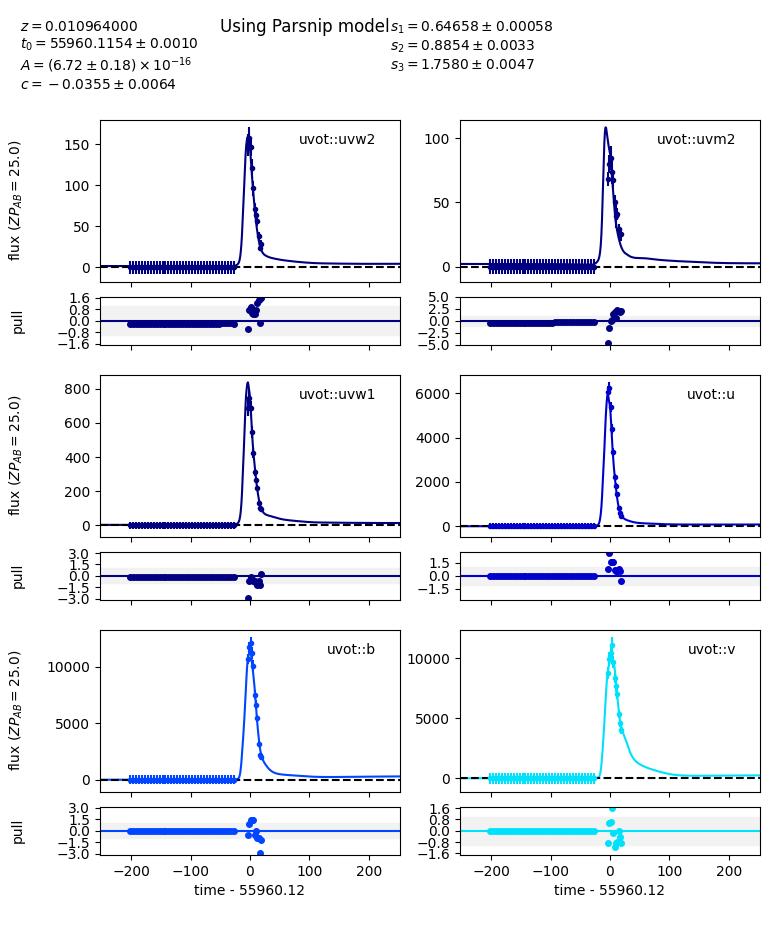 z = 0.010964000
t0 = 55960.1154 ± 0.0010
A = (6.72 ± 0.18) × 10⁻¹⁶
c = −0.0355 ± 0.0064
Using Parsnip model
s1 = 0.64658 ± 0.00058
s2 = 0.8854 ± 0.0033
s3 = 1.7580 ± 0.0047
flux (ZP_AB = 25.0)
150
100
50
0
uvot::uvw2
100
50
0
uvot::uvm2
pull
1.6
0.8
0.0
−0.8
−1.6
5.0
2.5
0.0
−2.5
−5.0
flux (ZP_AB = 25.0)
800
600
400
200
0
uvot::uvw1
6000
4000
2000
0
uvot::u
pull
3.0
1.5
0.0
−1.5
−3.0
1.5
0.0
−1.5
flux (ZP_AB = 25.0)
10000
5000
0
uvot::b
10000
5000
0
uvot::v
pull
3.0
1.5
0.0
−1.5
−3.0
1.6
0.8
0.0
−0.8
−1.6
−200 −100 0 100 200
−200 −100 0 100 200
time - 55960.12
time - 55960.12